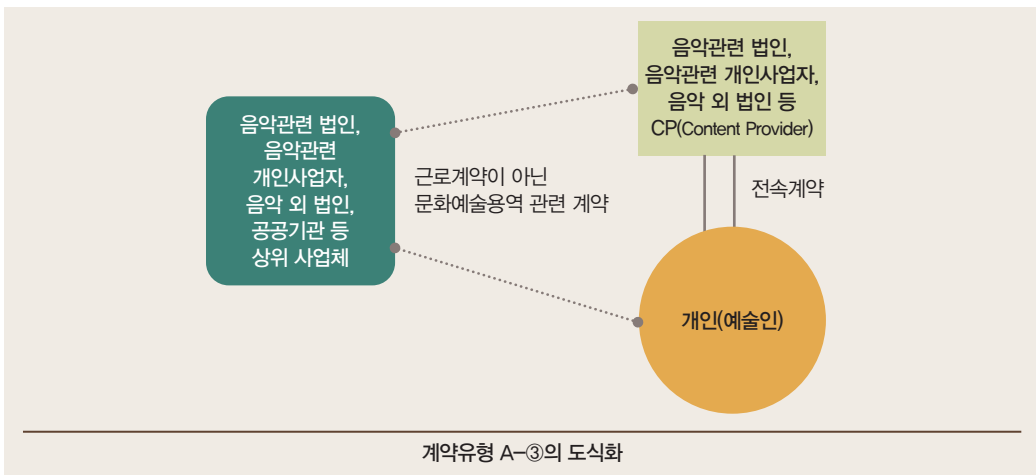 음악관련 법인,
음악관련
개인사업자,
음악 외 법인,
공공기관 등
상위 사업체
근로계약이 아닌
문화예술용역 관련 계약
음악관련 법인,
음악관련 개인사업자,
음악 외 법인 등
CP(Content Provider)
전속계약
개인(예술인)
계약유형 A-③의 도식화